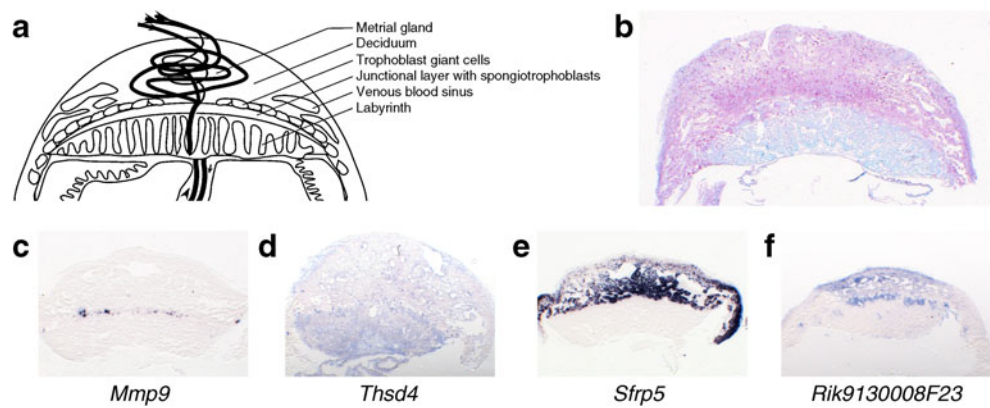 a
Metrial gland
Deciduum
Trophoblast giant cells
Junctional layer with spongiotrophoblasts
Venous blood sinus
Labyrinth
b
c
d
e
f
Mmp9
Thsd4
Sfrp5
Rik9130008F23